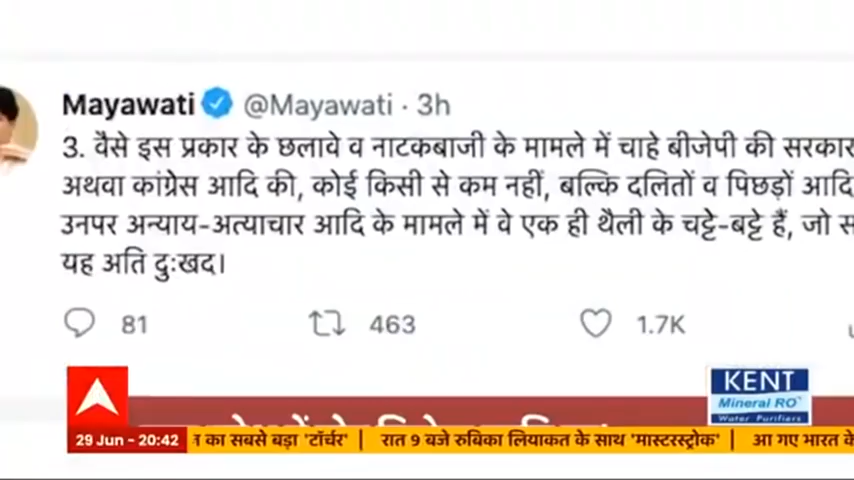 Mayawati @Mayawati · 3h
3. वैसे इस प्रकार के छलावे व नाटकबाजी के मामले में चाहे बीजेपी की सरकार
अथवा कांग्रेस आदि की, कोई किसी से कम नहीं, बल्कि दलितों व पिछड़ों आदि
उनपर अन्याय-अत्याचार आदि के मामले में वे एक ही थैली के चट्टे-बट्टे हैं, जो
यह अति दुःखद।
81 463 1.7K
KENT
Mineral RO
Water Purifiers
29 Jun - 20:42 का सबसे बड़ा 'टॉर्चर' | रात 9 बजे रुबिका लियाकत के साथ 'मास्टरस्ट्रोक' | आ गए भारत के